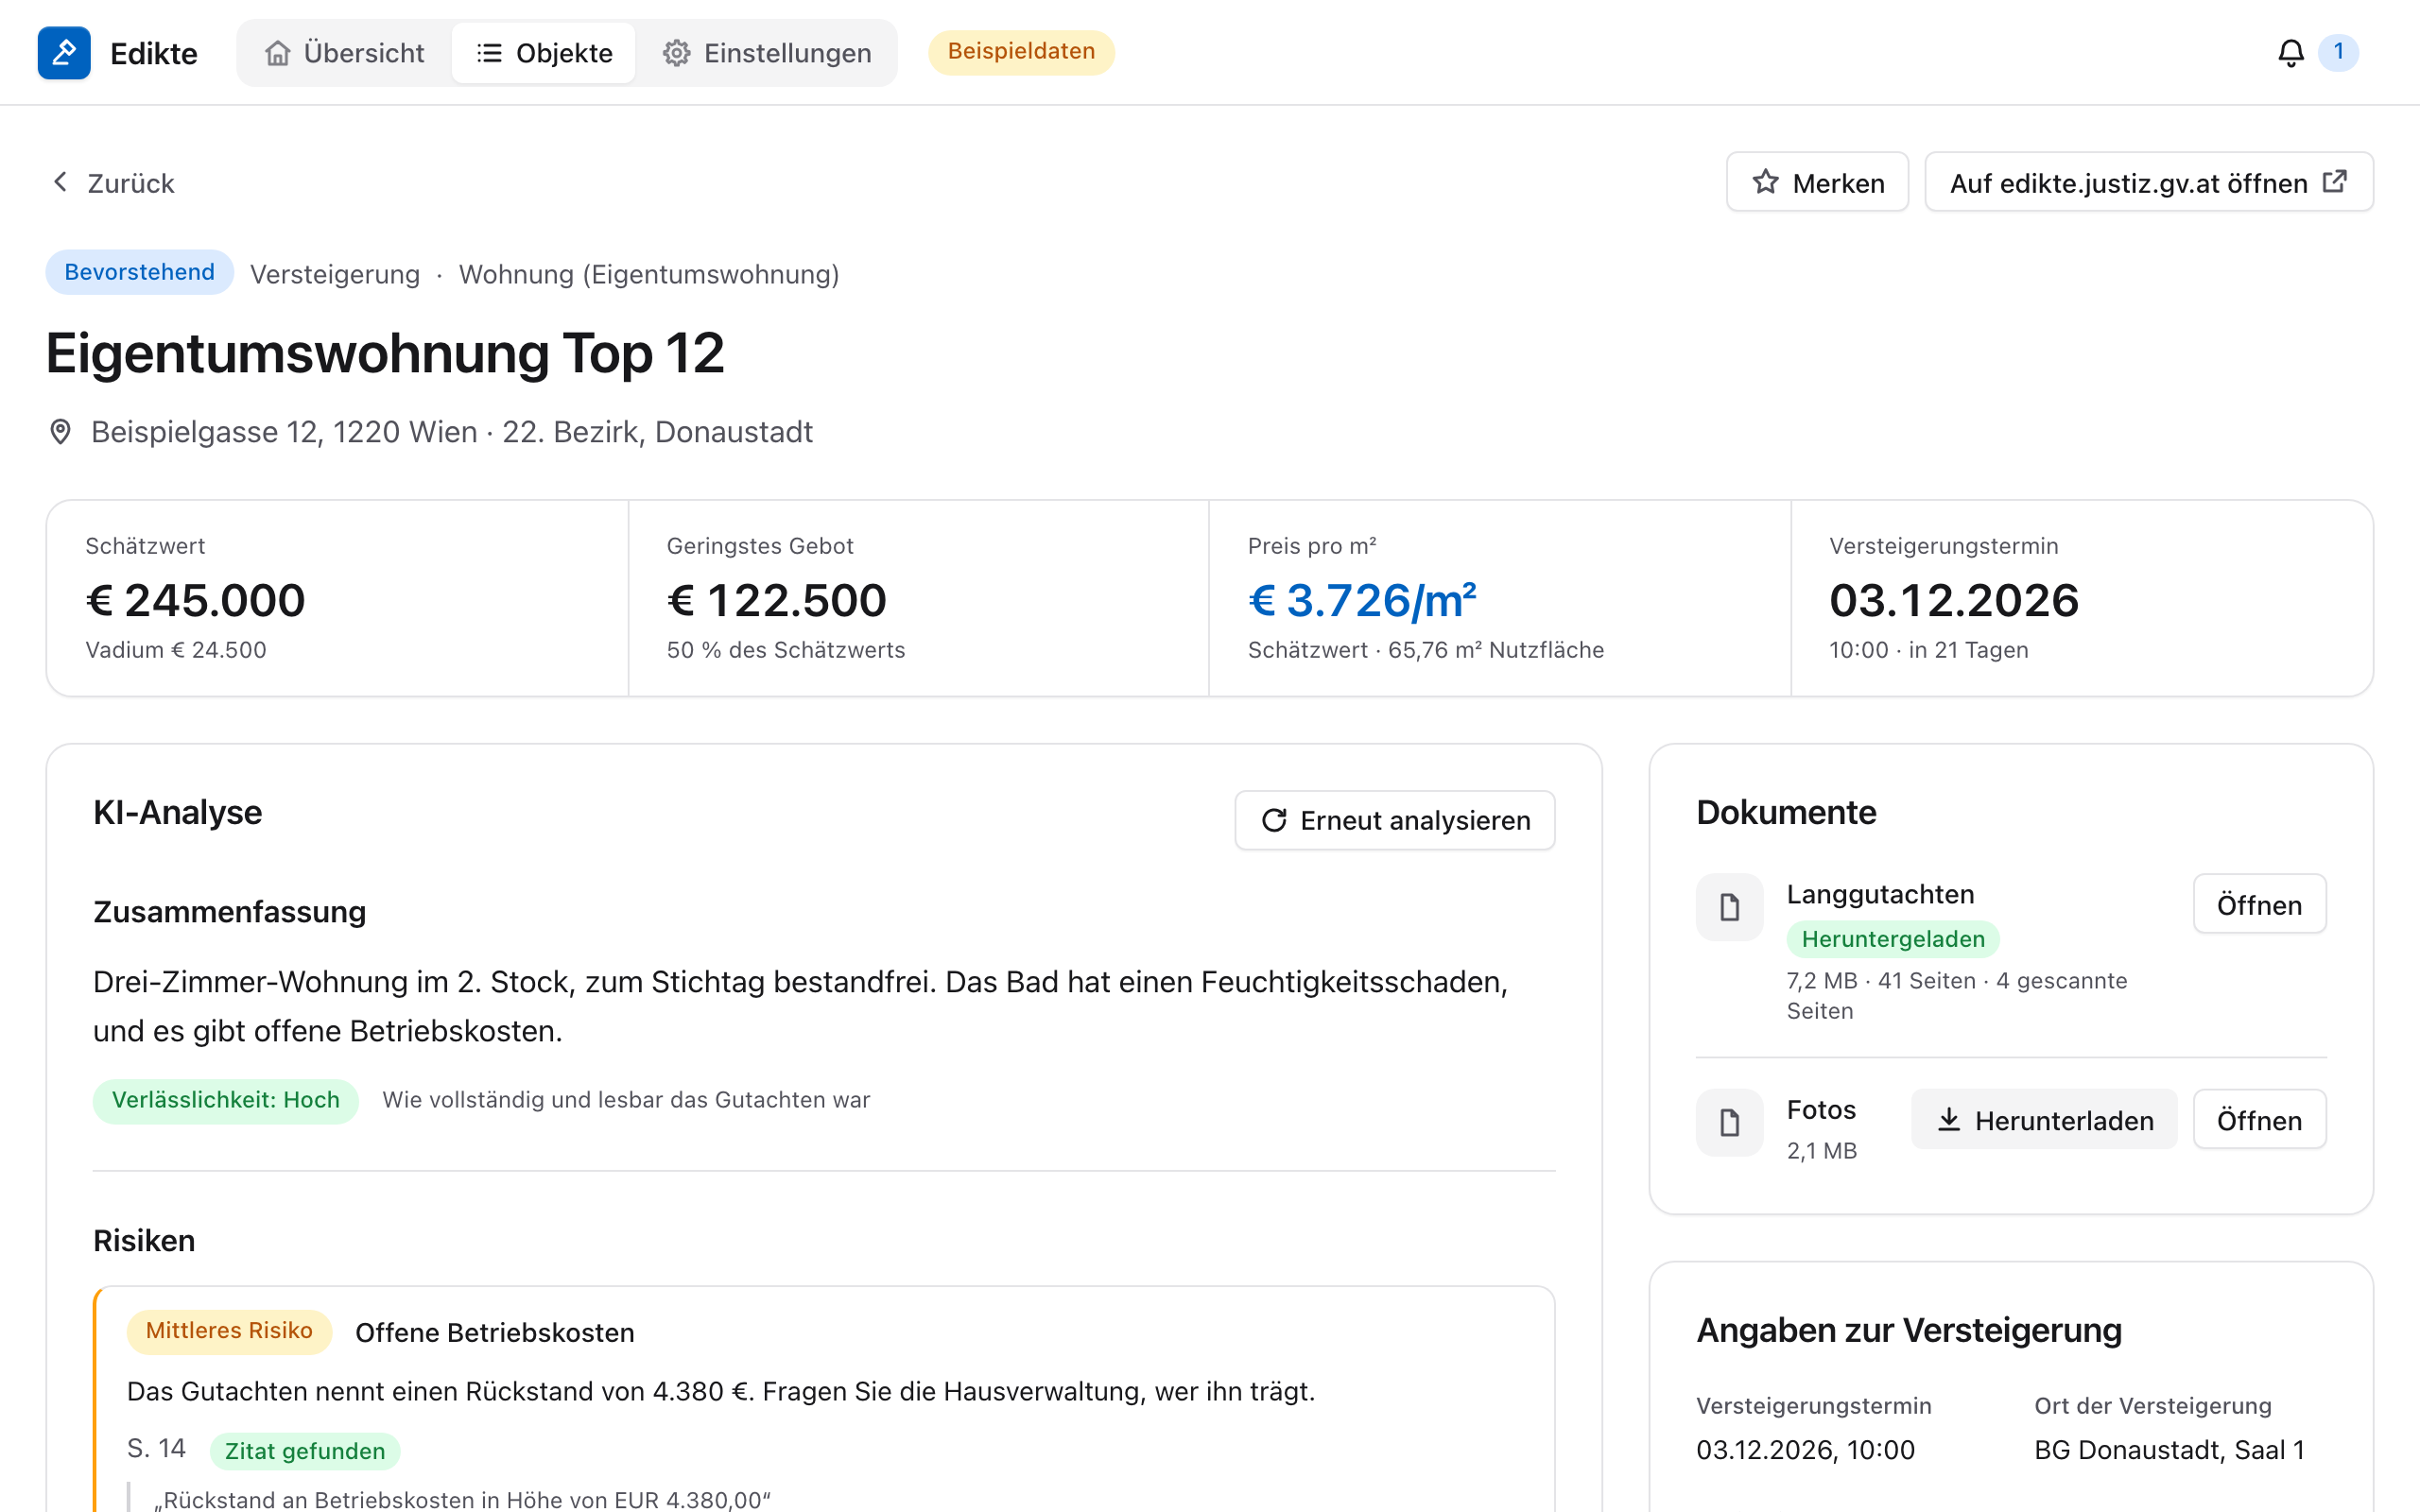 Edikte
Übersicht
Objekte
Einstellungen
Beispieldaten
1
Zurück
Merken
Auf edikte.justiz.gv.at öffnen
Bevorstehend
Versteigerung · Wohnung (Eigentumswohnung)
Eigentumswohnung Top 12
Beispielgasse 12, 1220 Wien · 22. Bezirk, Donaustadt
Schätzwert
€ 245.000
Vadium € 24.500
Geringstes Gebot
€ 122.500
50 % des Schätzwerts
Preis pro m²
€ 3.726/m²
Schätzwert · 65,76 m² Nutzfläche
Versteigerungstermin
03.12.2026
10:00 · in 21 Tagen
KI-Analyse
Erneut analysieren
Zusammenfassung
Drei-Zimmer-Wohnung im 2. Stock, zum Stichtag bestandfrei. Das Bad hat einen Feuchtigkeitsschaden,
und es gibt offene Betriebskosten.
Verlässlichkeit: Hoch
Wie vollständig und lesbar das Gutachten war
Risiken
Mittleres Risiko
Offene Betriebskosten
Das Gutachten nennt einen Rückstand von 4.380 €. Fragen Sie die Hausverwaltung, wer ihn trägt.
S. 14
Zitat gefunden
„Rückstand an Betriebskosten in Höhe von EUR 4.380,00“
Dokumente
Langgutachten
Heruntergeladen
7,2 MB · 41 Seiten · 4 gescannte
Seiten
Öffnen
Fotos
2,1 MB
Herunterladen
Öffnen
Angaben zur Versteigerung
Versteigerungstermin
03.12.2026, 10:00
Ort der Versteigerung
BG Donaustadt, Saal 1